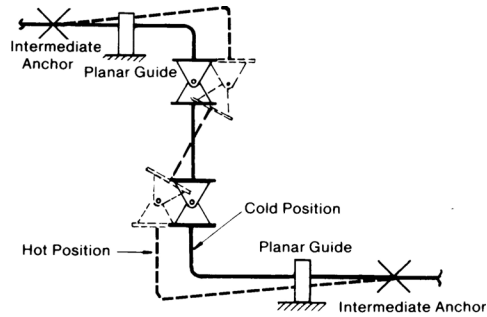 Intermediate
Anchor
Planar Guide
Cold Position
Hot Position
Planar Guide
Intermediate Anchor